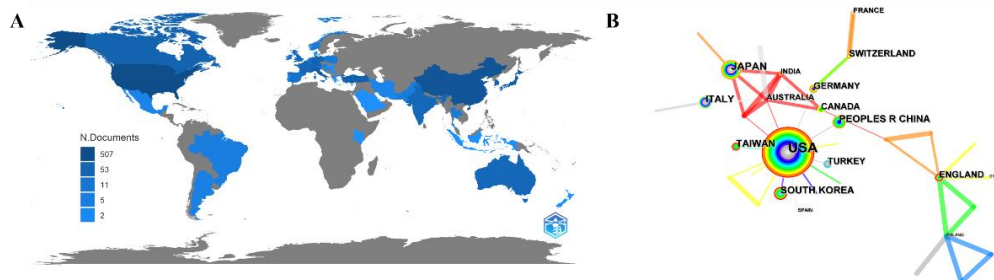 A
N.Documents
507
53
11
5
2
B
FRANCE
SWITZERLAND
JAPAN
INDIA
GERMANY
ITALY
AUSTRALIA
CANADA
PEOPLES R CHINA
TAIWAN
USA
TURKEY
ENGLAND
SOUTH KOREA
SPAIN